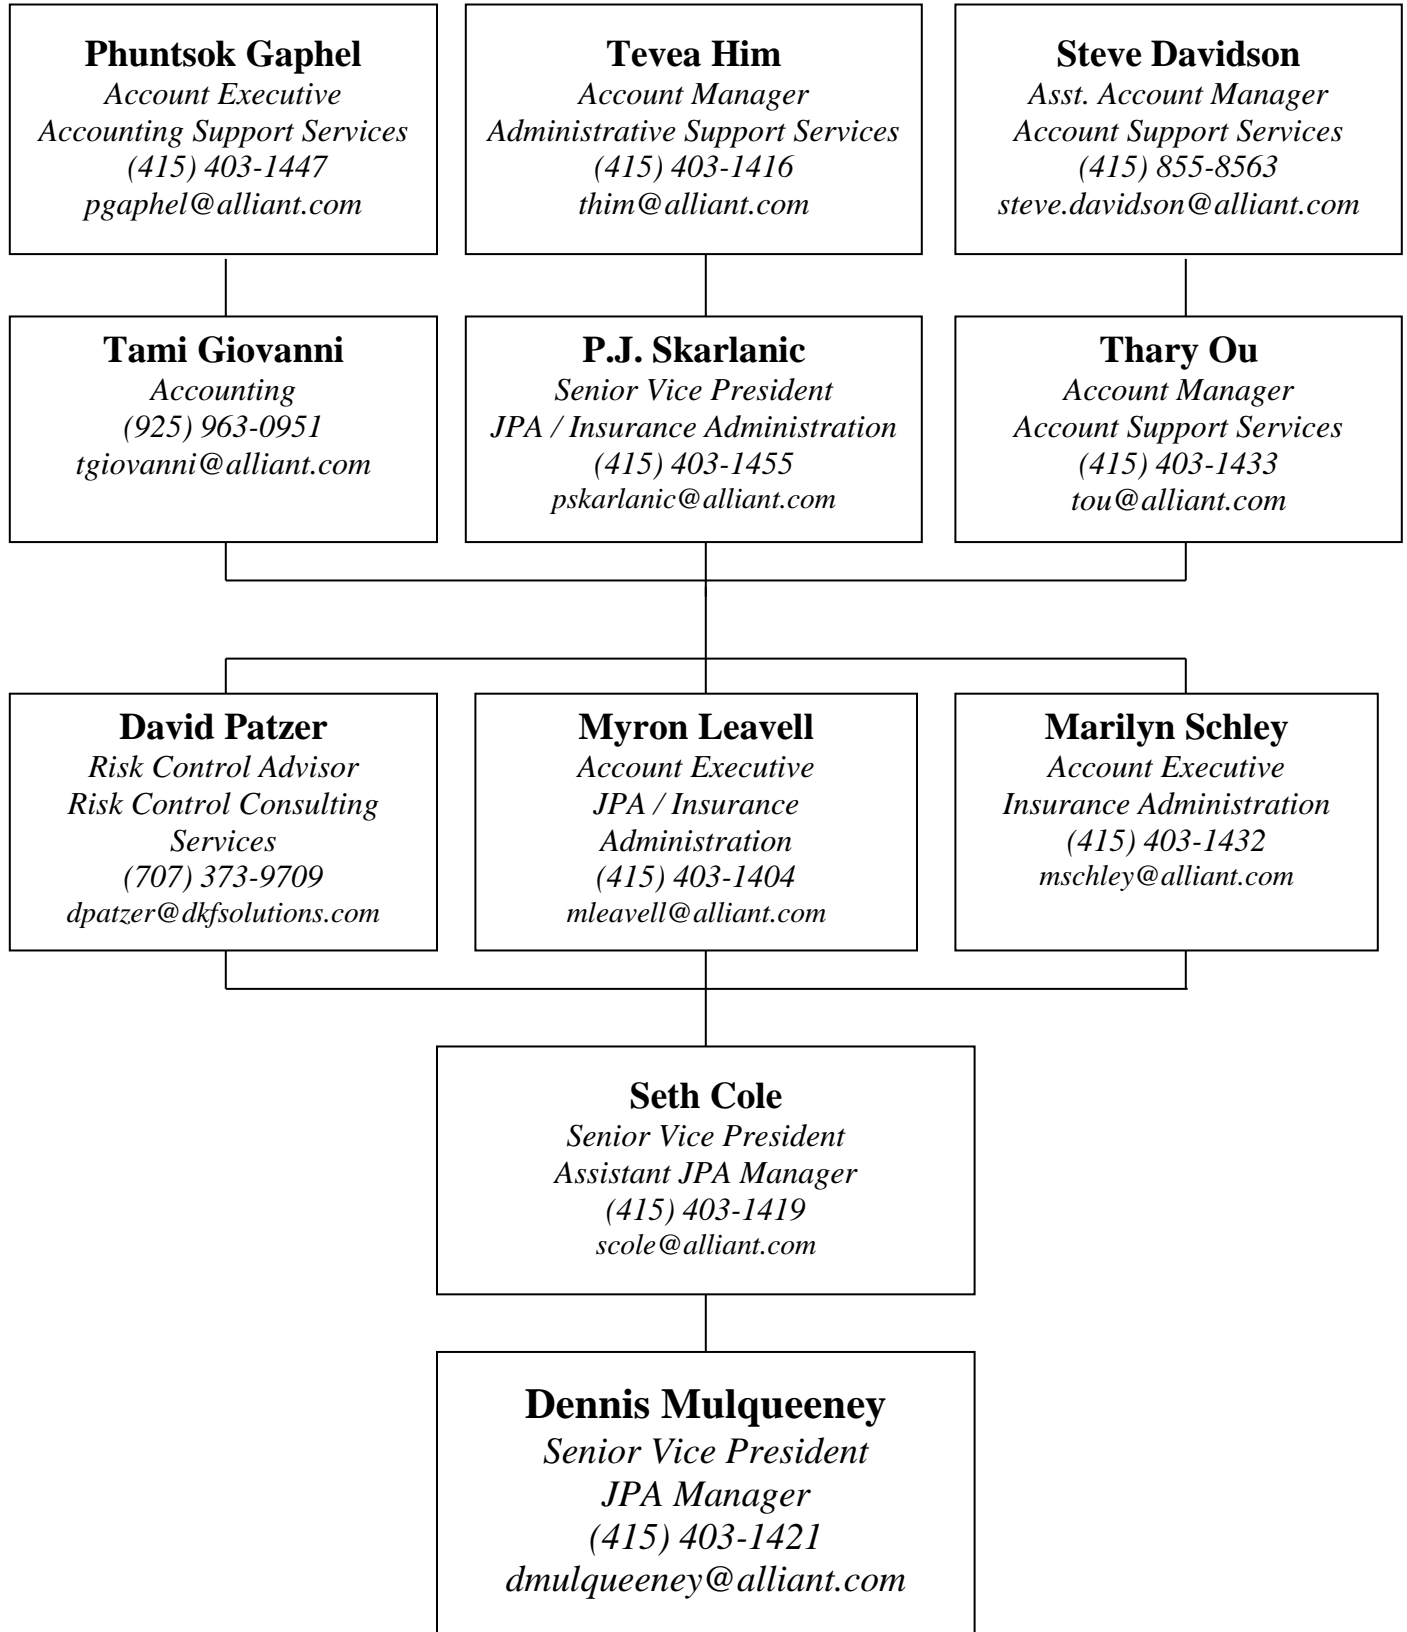 Phuntsok Gaphel
Account Executive
Accounting Support Services
(415) 403-1447
pgaphel@alliant.com
Tevea Him
Account Manager
Administrative Support Services
(415) 403-1416
thim@alliant.com
Steve Davidson
Asst. Account Manager
Account Support Services
(415) 855-8563
steve.davidson@alliant.com
Tami Giovanni
Accounting
(925) 963-0951
tgiovanni@alliant.com
P.J. Skarlanic
Senior Vice President
JPA / Insurance Administration
(415) 403-1455
pskarlanic@alliant.com
Thary Ou
Account Manager
Account Support Services
(415) 403-1433
tou@alliant.com
David Patzer
Risk Control Advisor
Risk Control Consulting
Services
(707) 373-9709
dpatzer@dkfsolutions.com
Myron Leavell
Account Executive
JPA / Insurance
Administration
(415) 403-1404
mleavell@alliant.com
Marilyn Schley
Account Executive
Insurance Administration
(415) 403-1432
mschley@alliant.com
Seth Cole
Senior Vice President
Assistant JPA Manager
(415) 403-1419
scole@alliant.com
Dennis Mulqueeney
Senior Vice President
JPA Manager
(415) 403-1421
dmulqueeney@alliant.com